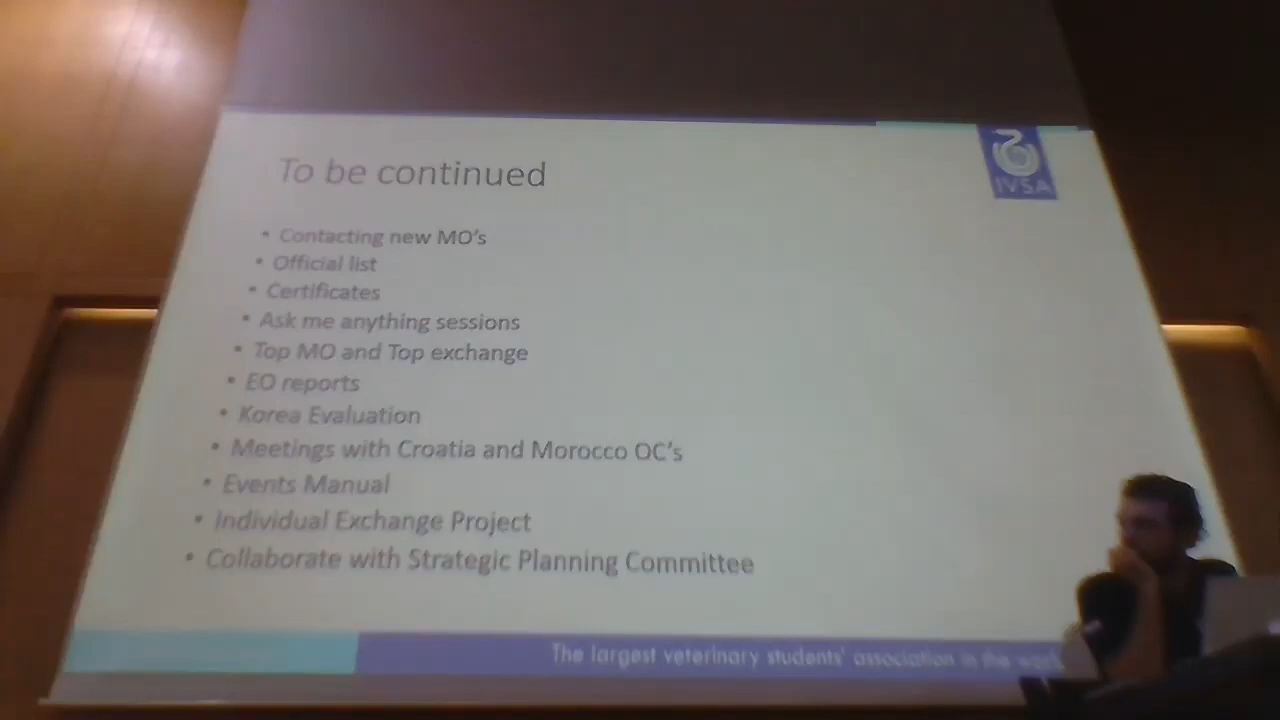 To be continued
IVSA
• Contacting new MO's
• Official list
• Certificates
• Ask me anything sessions
• Top MO and Top exchange
• EO reports
• Korea Evaluation
• Meetings with Croatia and Morocco OC's
• Events Manual
• Individual Exchange Project
• Collaborate with Strategic Planning Committee
The largest veterinary students' association in the